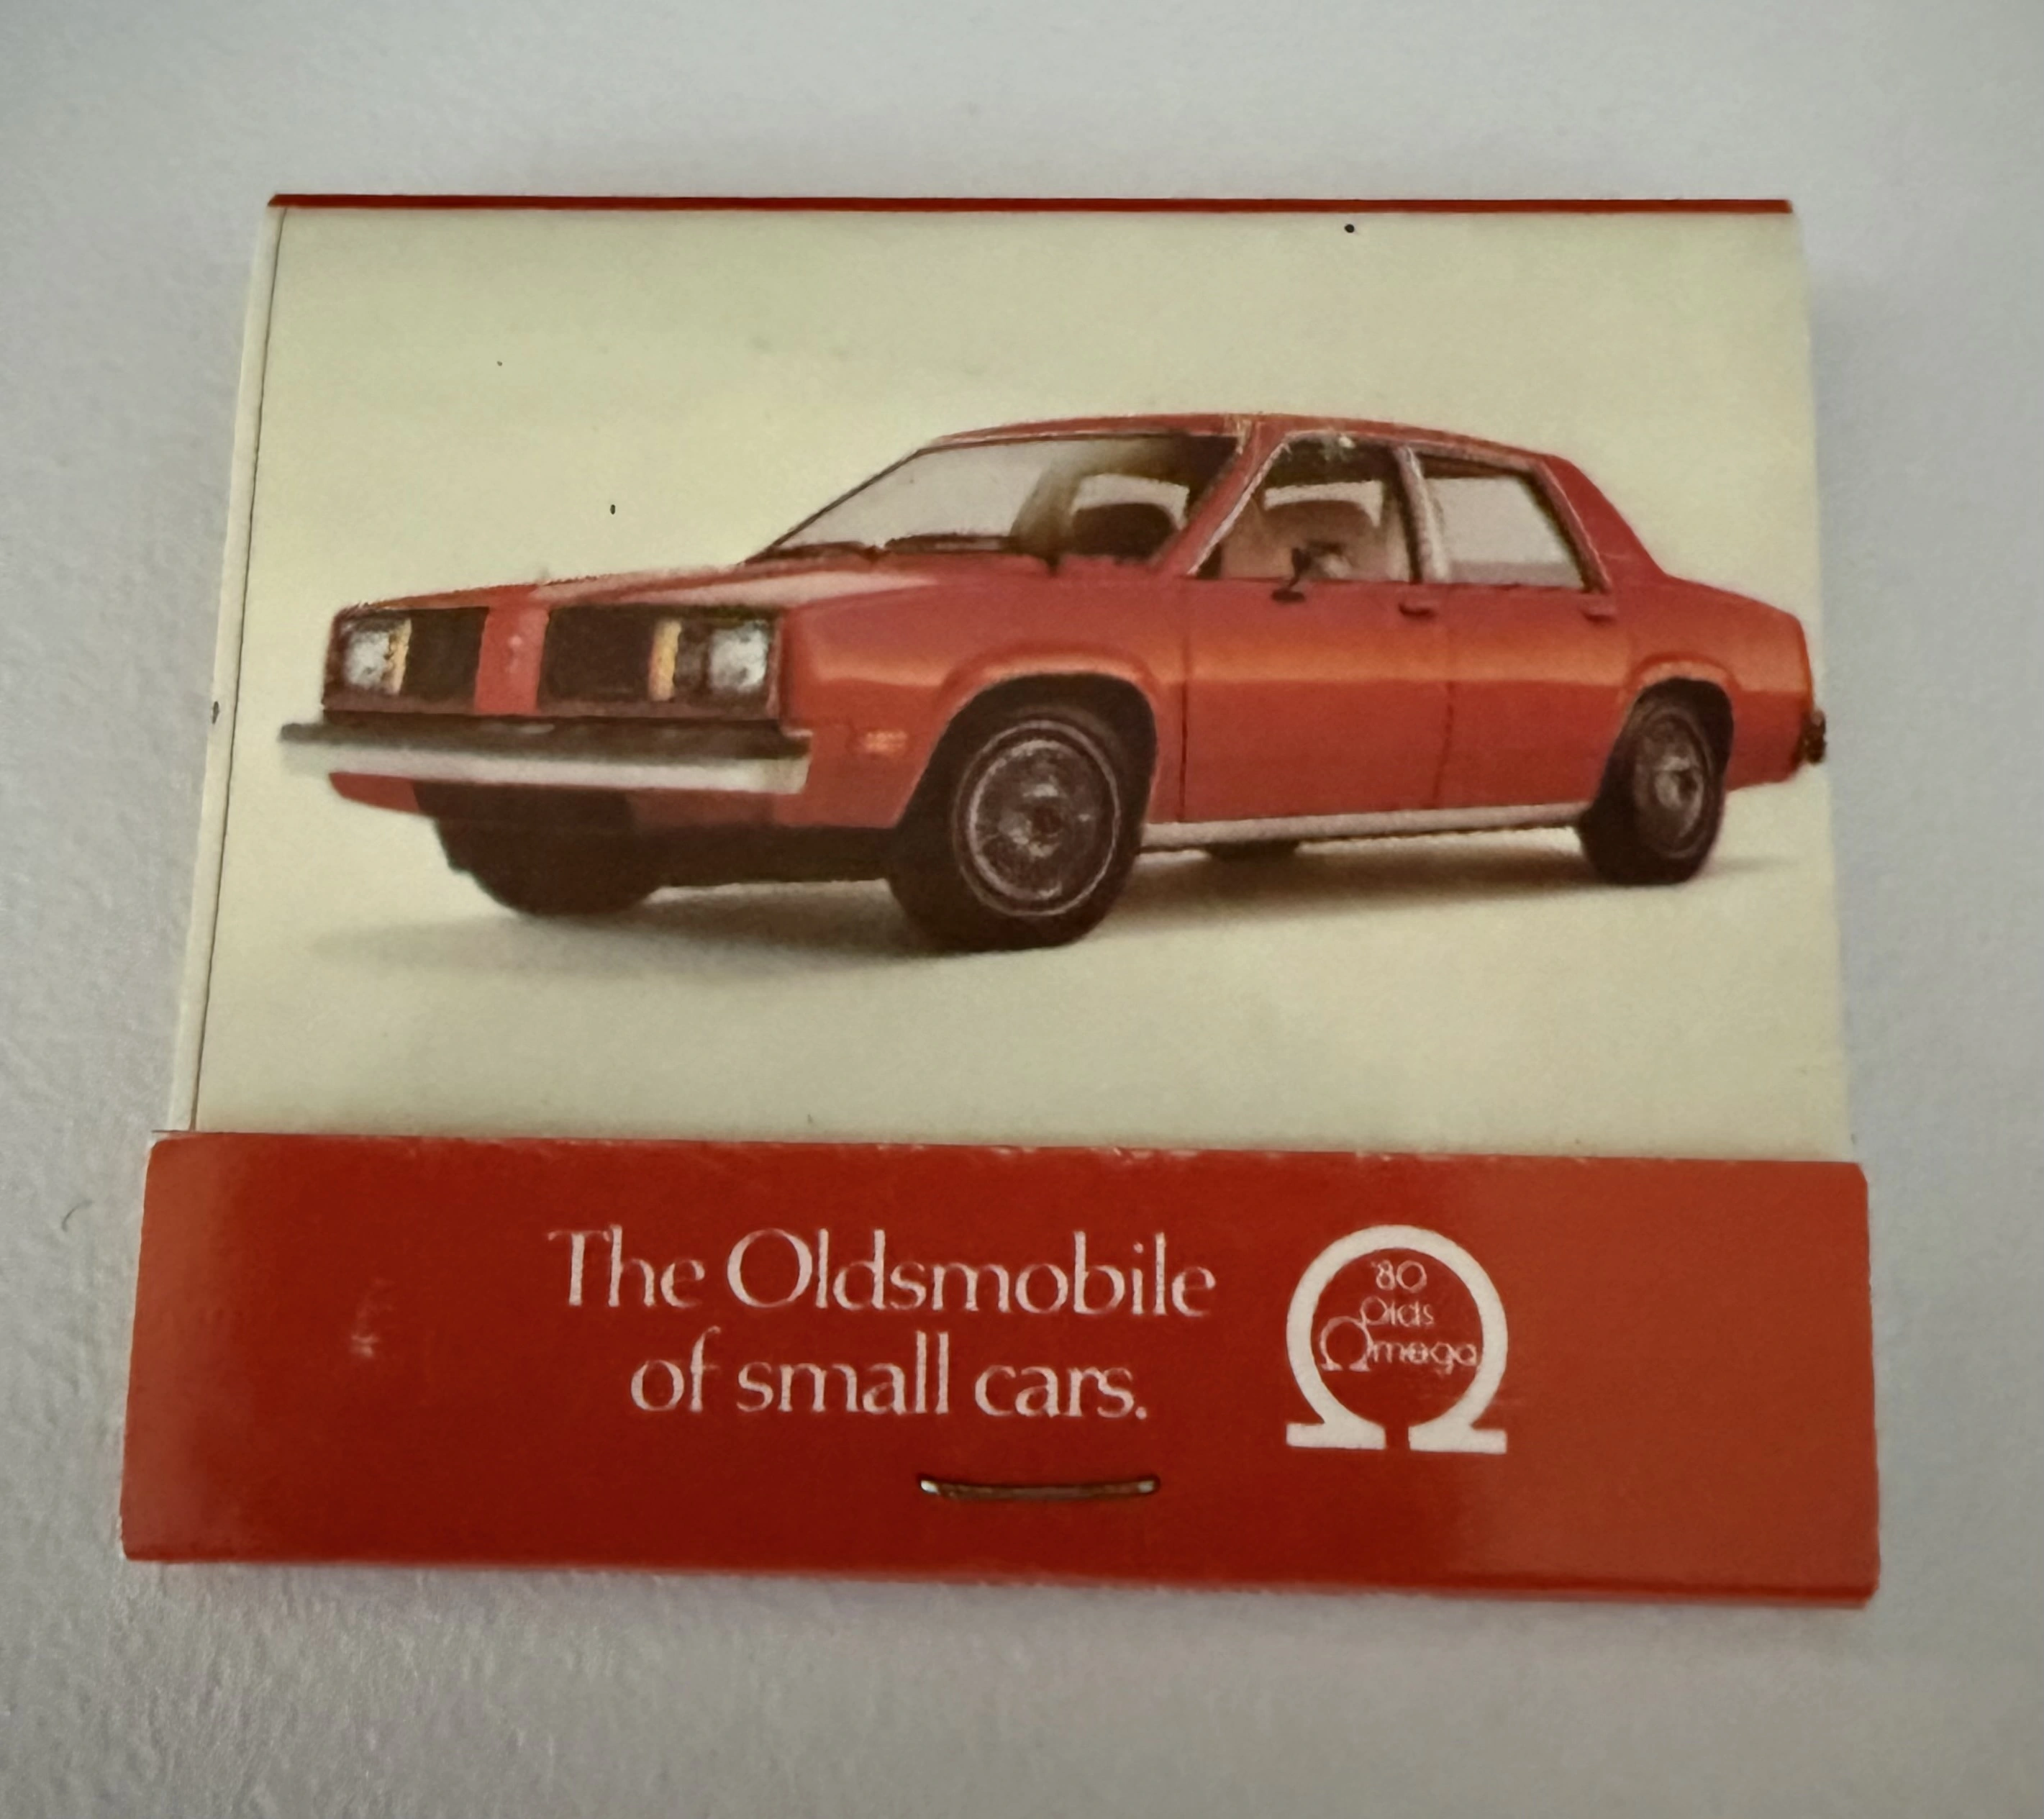 The Oldsmobile
of small cars.
'80
Olds
Omega